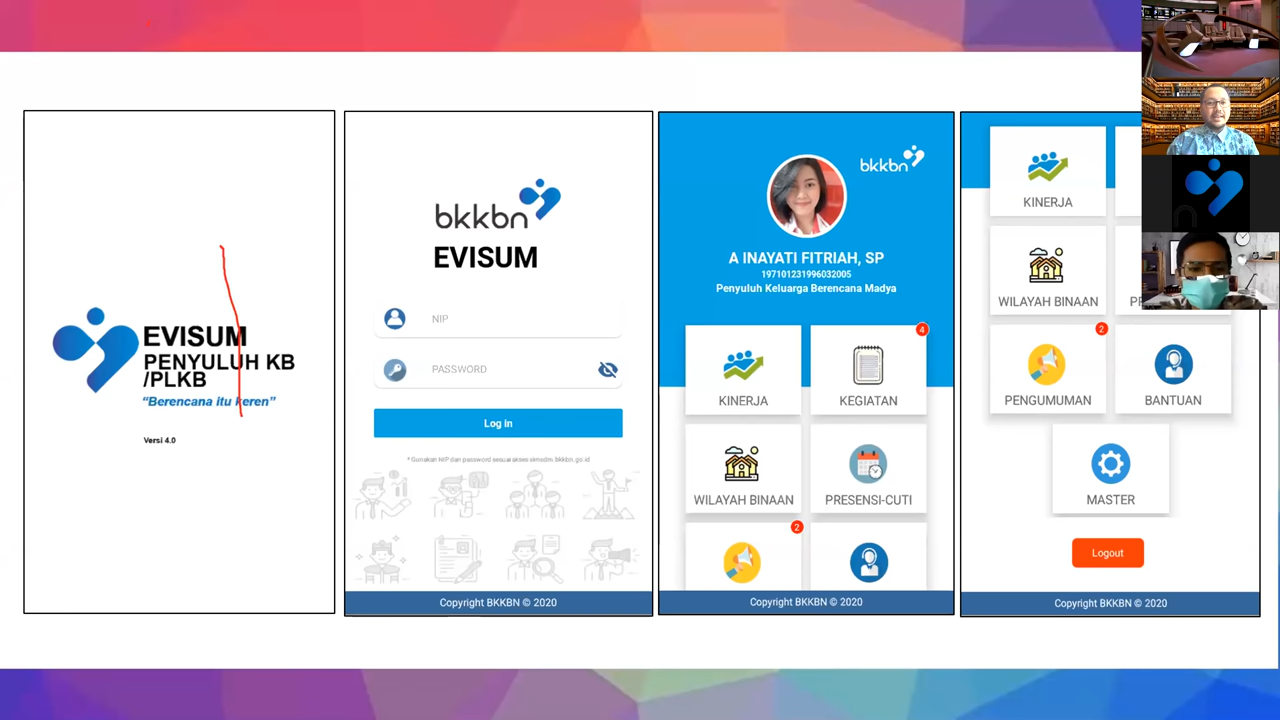 EVISUM
PENYULUH KB
/PLKB
“Berencana itu keren”
Versi 4.0
bkkbn
EVISUM
NIP
PASSWORD
Log in
* Gunakan NIP dan password sesuai akses simsdm.bkkbn.go.id
Copyright BKKBN © 2020
bkkbn
A INAYATI FITRIAH, SP
197101231996032005
Penyuluh Keluarga Berencana Madya
4
KINERJA
KEGIATAN
WILAYAH BINAAN
PRESENSI-CUTI
2
Copyright BKKBN © 2020
KINERJA
WILAYAH BINAAN
2
PENGUMUMAN
BANTUAN
MASTER
Logout
Copyright BKKBN © 2020